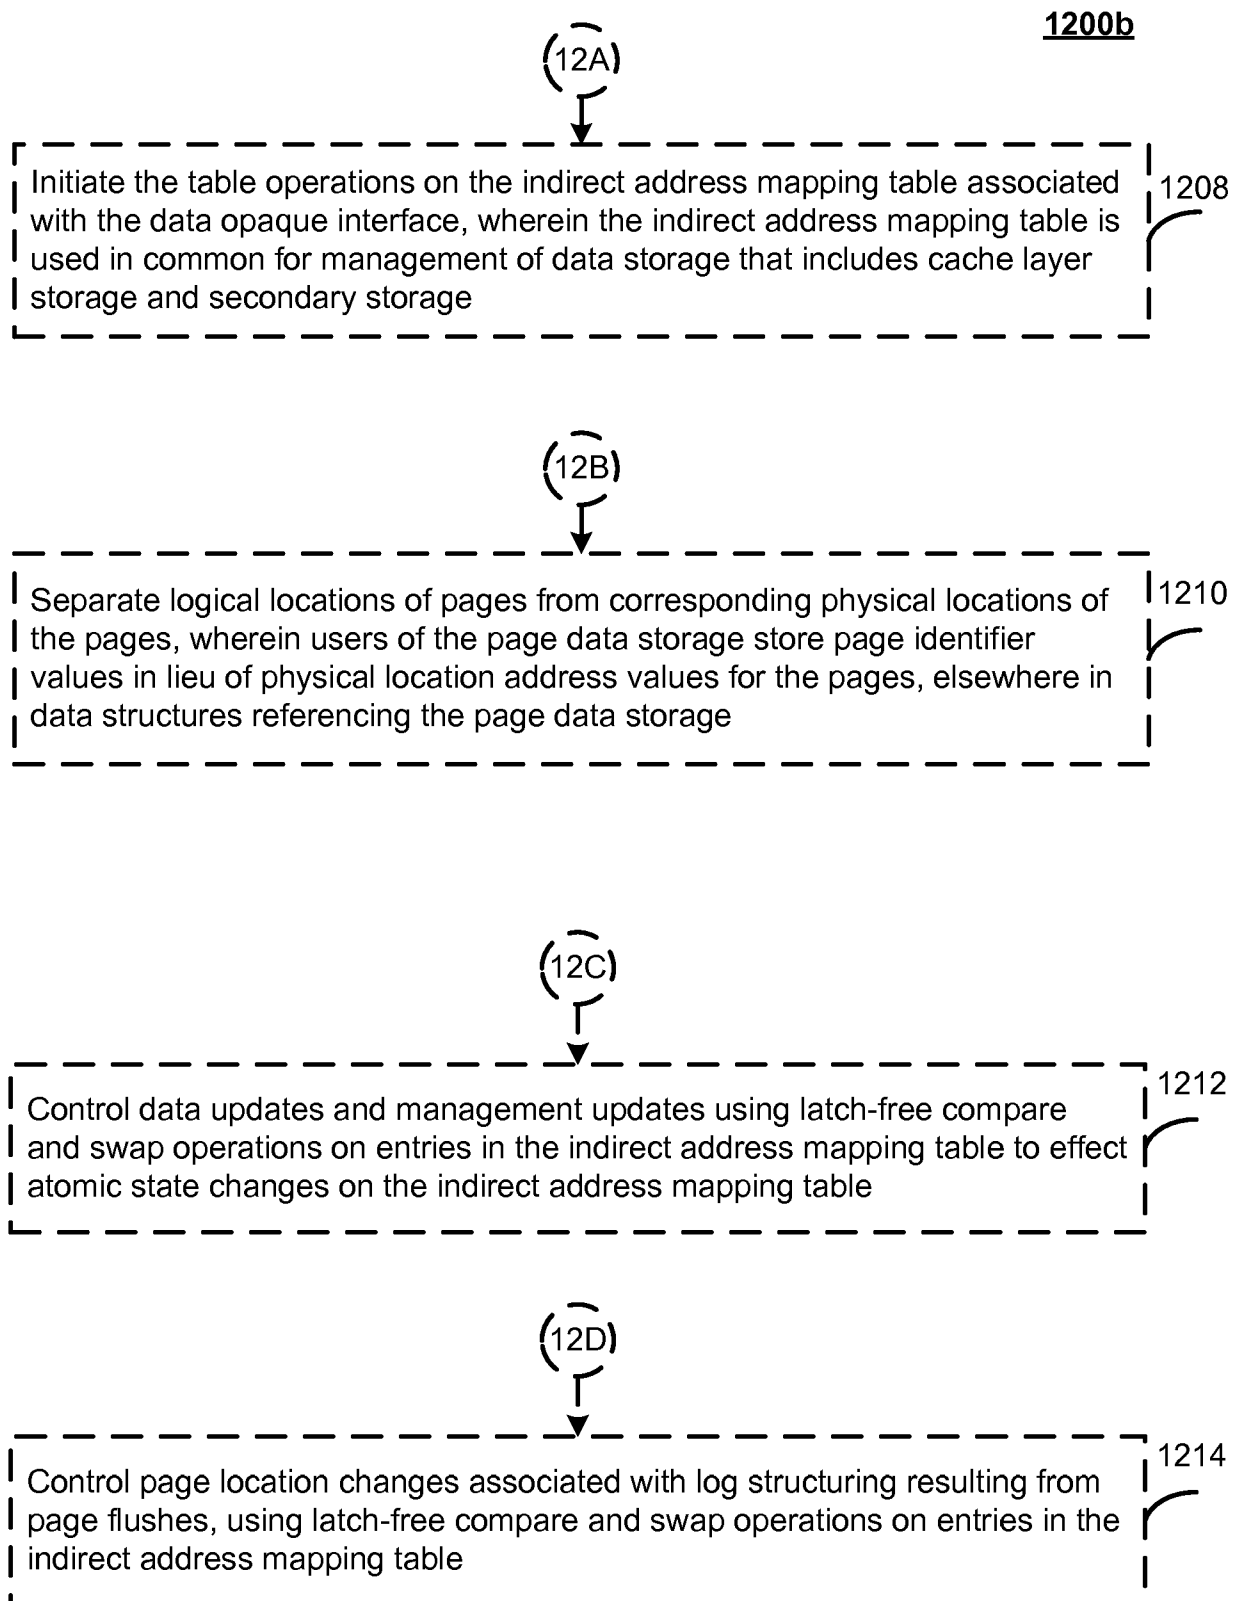 1200b
12A
Initiate the table operations on the indirect address mapping table associated
with the data opaque interface, wherein the indirect address mapping table is
used in common for management of data storage that includes cache layer
storage and secondary storage
1208
12B
Separate logical locations of pages from corresponding physical locations of
the pages, wherein users of the page data storage store page identifier
values in lieu of physical location address values for the pages, elsewhere in
data structures referencing the page data storage
1210
12C
Control data updates and management updates using latch-free compare
and swap operations on entries in the indirect address mapping table to effect
atomic state changes on the indirect address mapping table
1212
12D
Control page location changes associated with log structuring resulting from
page flushes, using latch-free compare and swap operations on entries in the
indirect address mapping table
1214